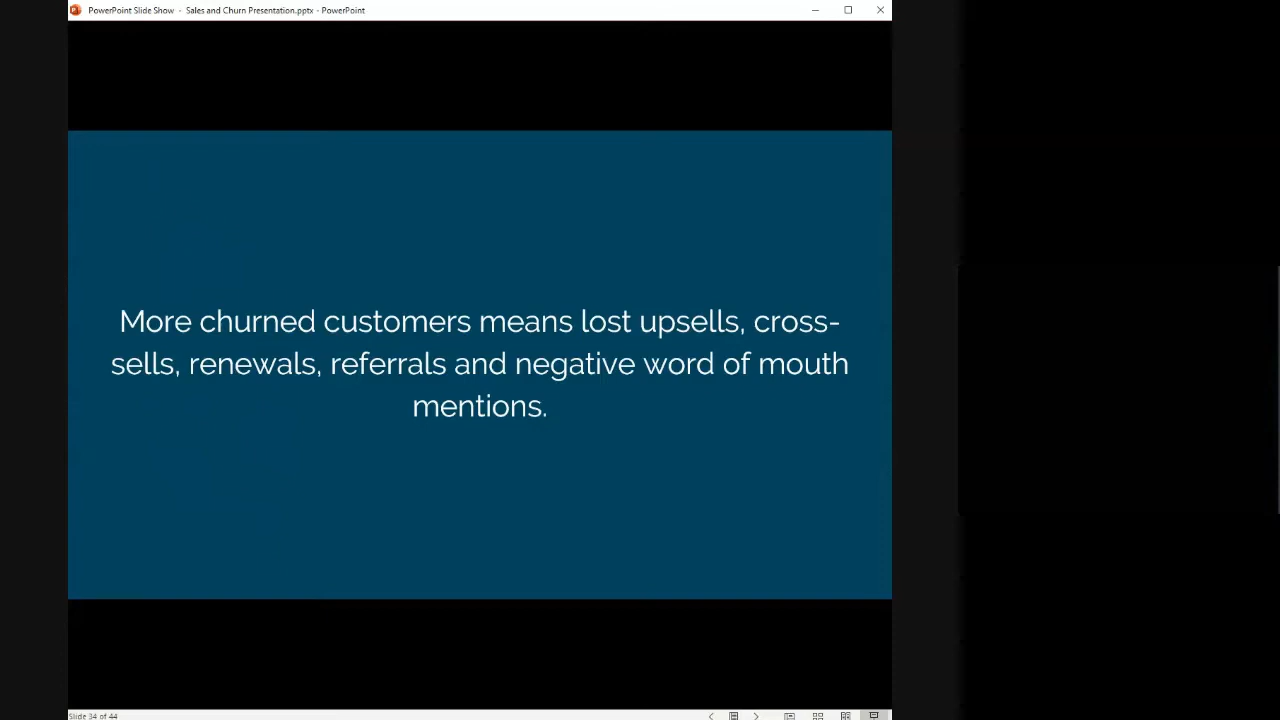 PowerPoint Slide Show - Sales and Churn Presentation.pptx - PowerPoint
More churned customers means lost upsells, cross-
sells, renewals, referrals and negative word of mouth
mentions.
Slide 34 of 44